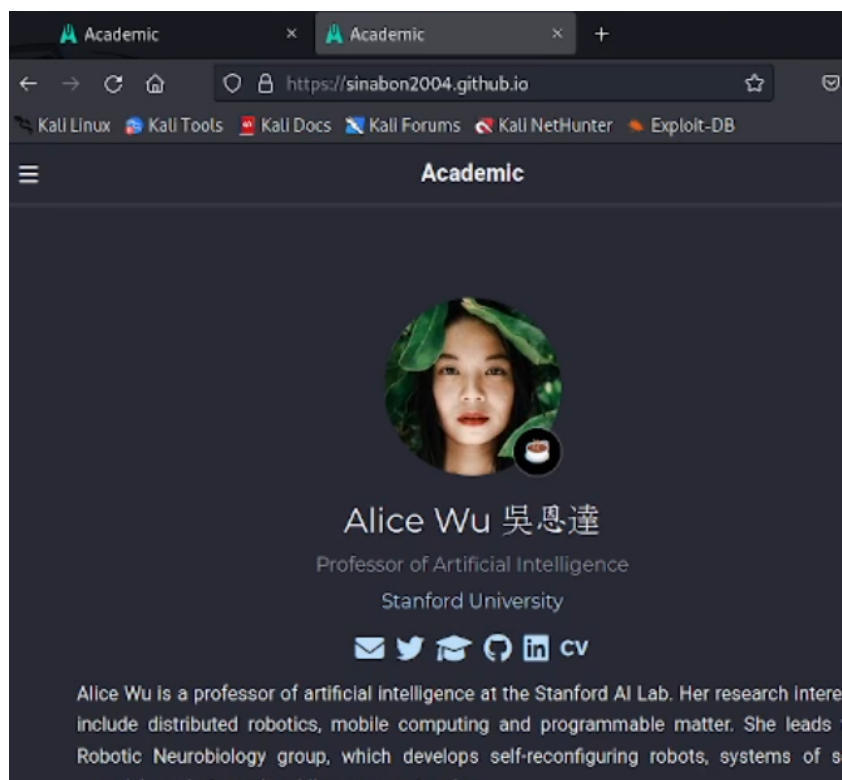 Academic
Academic
https://sinabon2004.github.io
Kali Linux Kali Tools Kali Docs Kali Forums Kali NetHunter Exploit-DB
Academic
Alice Wu 吳恩達
Professor of Artificial Intelligence
Stanford University
CV
Alice Wu is a professor of artificial intelligence at the Stanford AI Lab. Her research
include distributed robotics, mobile computing and programmable matter. She leads
Robotic Neurobiology group, which develops self-reconfiguring robots, systems of